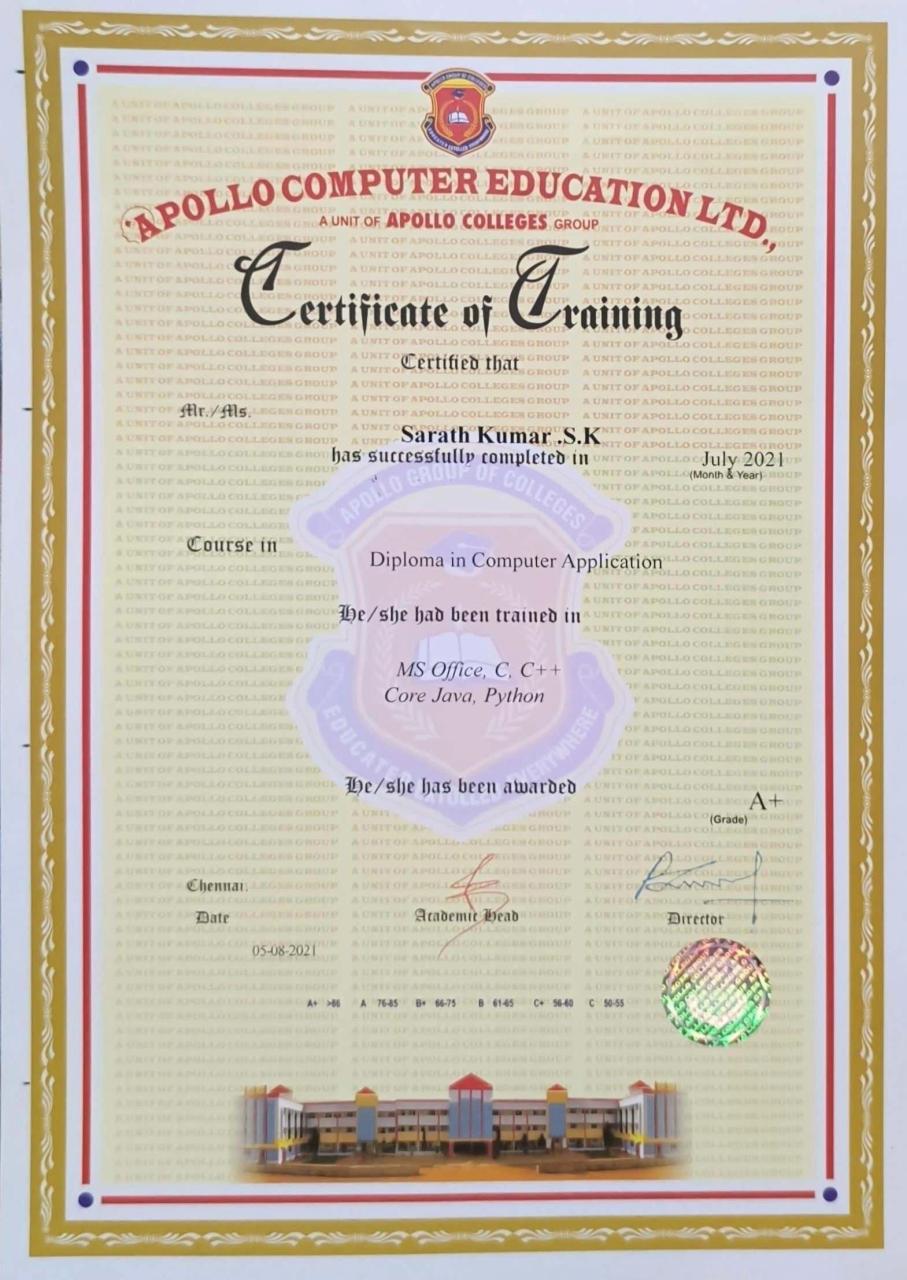 APOLLO GROUP OF COLLEGES
APOLLO COMPUTER EDUCATION LTD.,
A UNIT OF APOLLO COLLEGES GROUP
Certificate of Training
Certified that
Mr./Ms.
Sarath Kumar .S.K
has successfully completed in
July 2021
(Month & Year)
APOLLO GROUP OF COLLEGES
Course in
Diploma in Computer Application
He/she had been trained in
MS Office, C, C++
Core Java, Python
EDUCATED EXTOLLED EVERYWHERE
He/she has been awarded
A+
(Grade)
Chennai.
Date
Academic Head
Director
05-08-2021
A+ >86 A 76-85 B+ 66-75 B 61-65 C+ 56-60 C 50-55